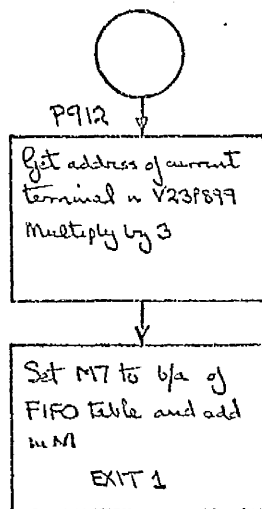 P912
Get address of current
terminal in V23P899
Multiply by 3
Set M7 to b/a of
FIFO table and add
in M
EXIT 1